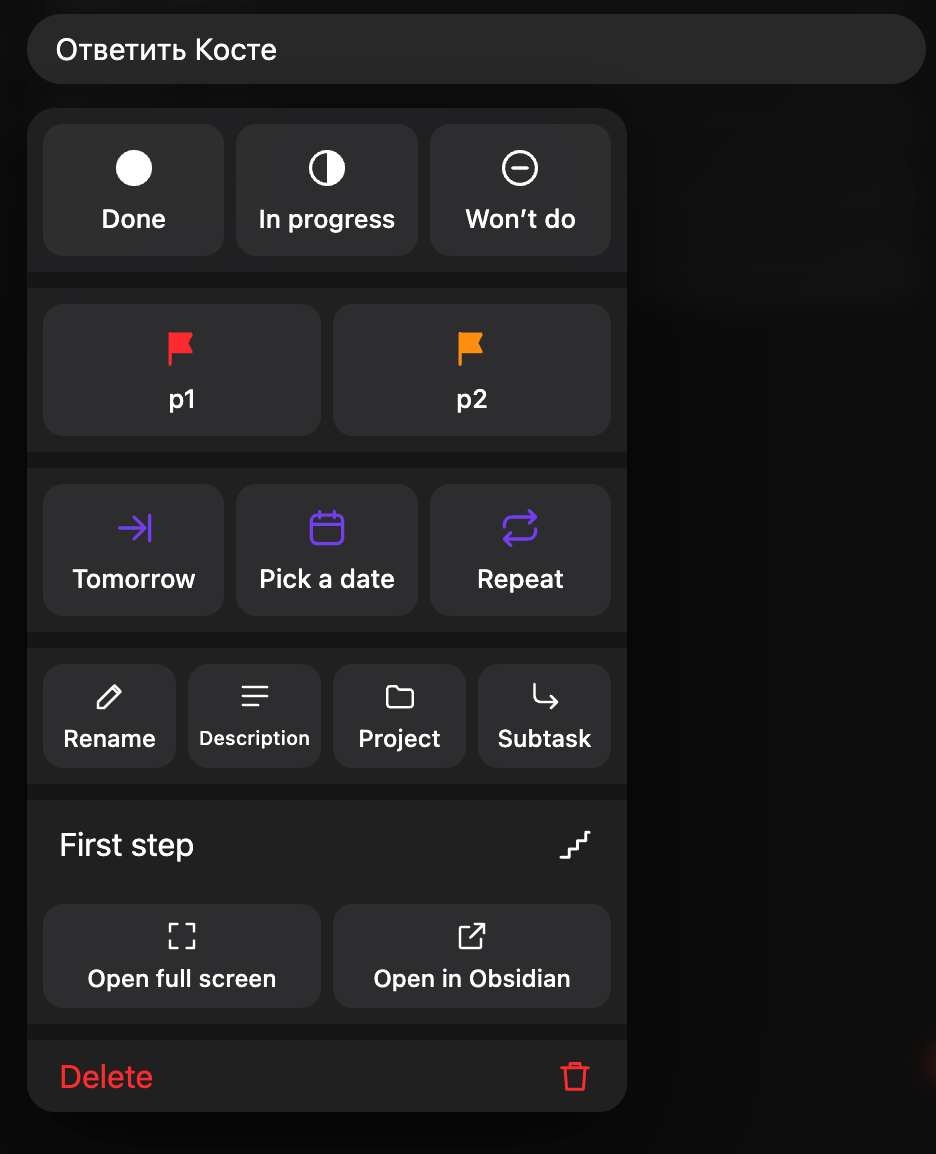 Ответить Косте
Done
In progress
Won’t do
p1
p2
Tomorrow
Pick a date
Repeat
Rename
Description
Project
Subtask
First step
Open full screen
Open in Obsidian
Delete